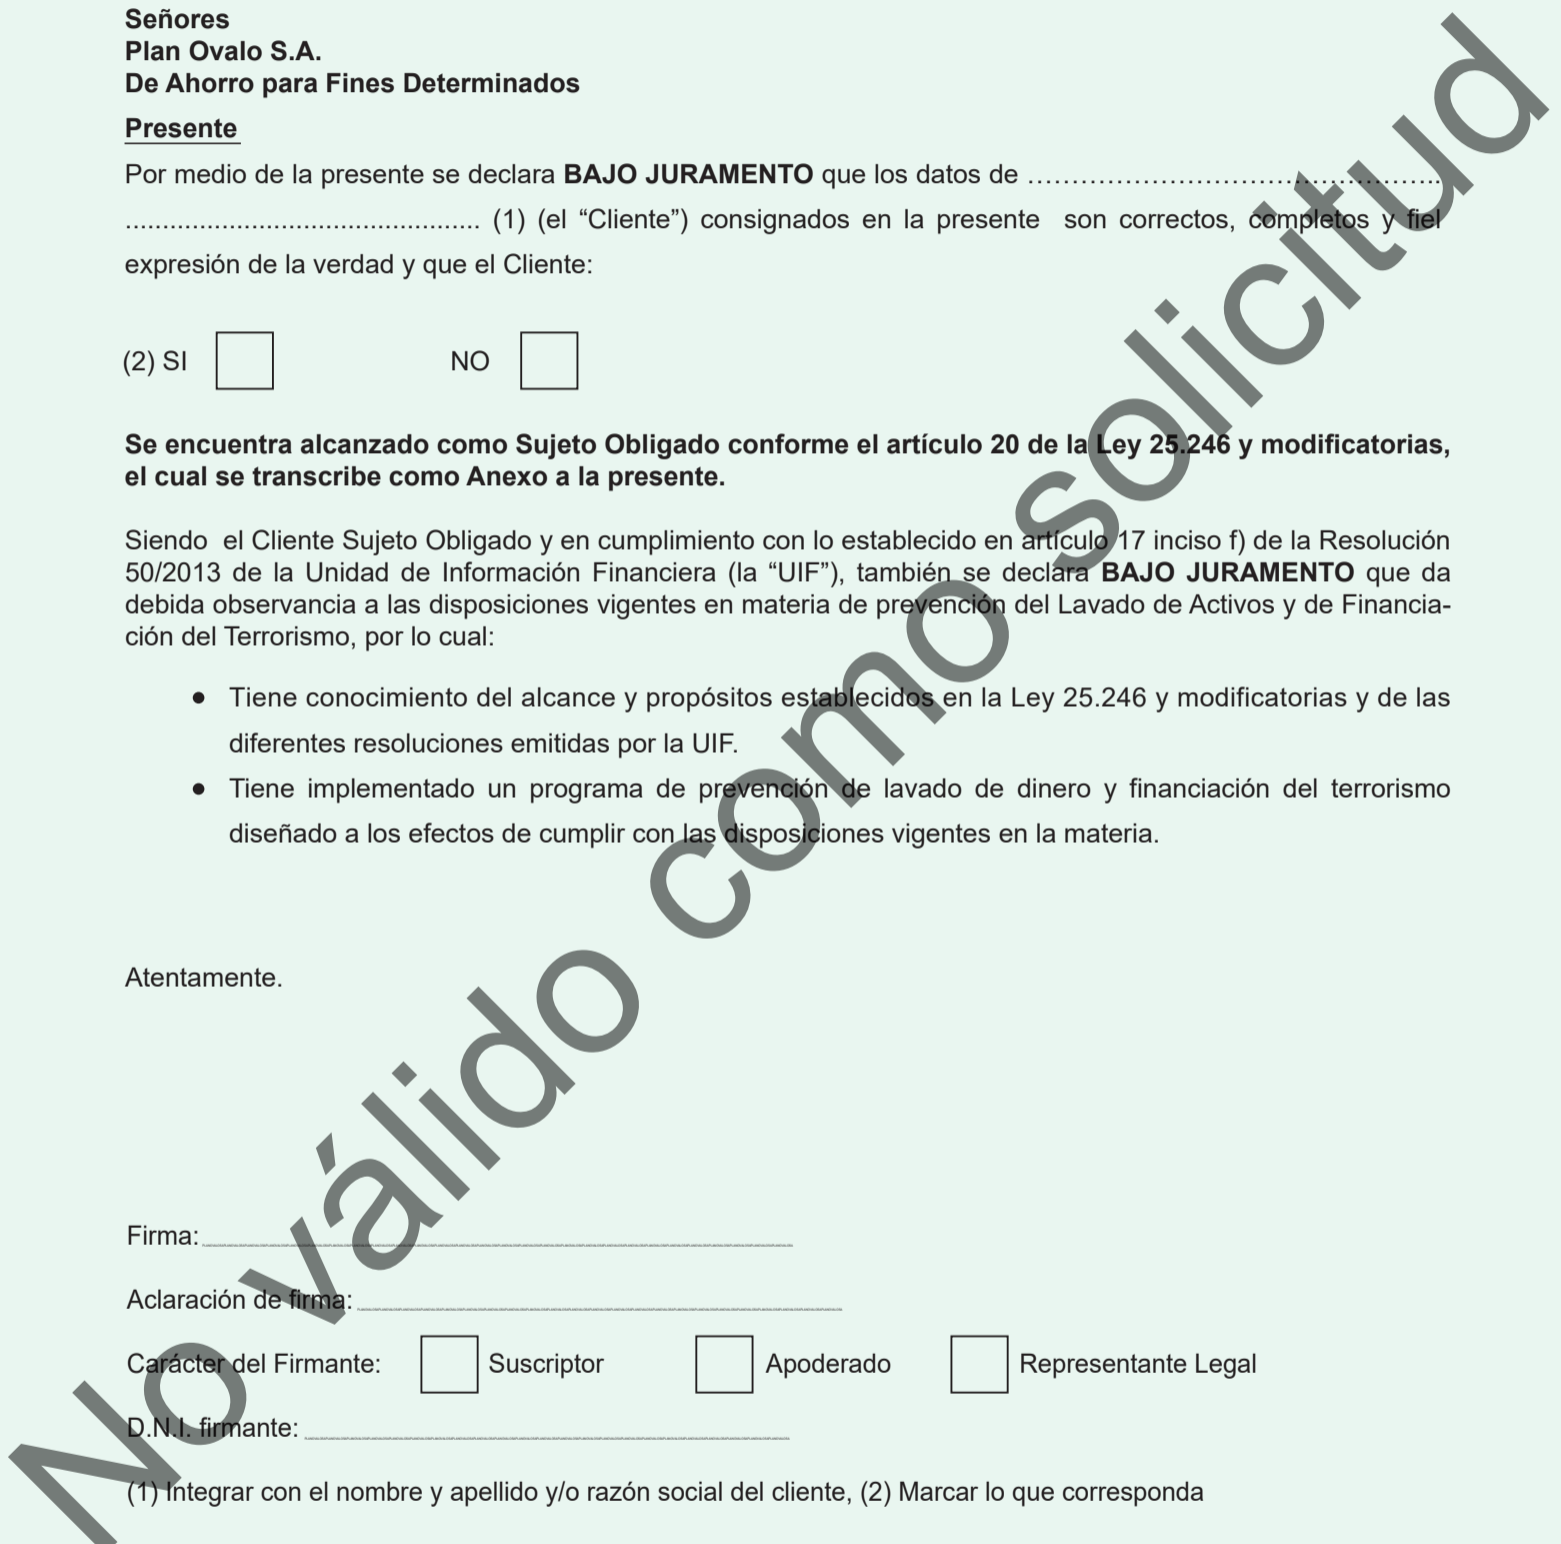 Señores
Plan Ovalo S.A.
De Ahorro para Fines Determinados
Presente
Por medio de la presente se declara BAJO JURAMENTO que los datos de ...............................................
................................................ (1) (el “Cliente”) consignados en la presente son correctos, completos y fiel
expresión de la verdad y que el Cliente:
(2) SI NO
Se encuentra alcanzado como Sujeto Obligado conforme el artículo 20 de la Ley 25.246 y modificatorias,
el cual se transcribe como Anexo a la presente.
Siendo el Cliente Sujeto Obligado y en cumplimiento con lo establecido en artículo 17 inciso f) de la Resolución
50/2013 de la Unidad de Información Financiera (la “UIF”), también se declara BAJO JURAMENTO que da
debida observancia a las disposiciones vigentes en materia de prevención del Lavado de Activos y de Financia-
ción del Terrorismo, por lo cual:
● Tiene conocimiento del alcance y propósitos establecidos en la Ley 25.246 y modificatorias y de las
diferentes resoluciones emitidas por la UIF.
● Tiene implementado un programa de prevención de lavado de dinero y financiación del terrorismo
diseñado a los efectos de cumplir con las disposiciones vigentes en la materia.
Atentamente.
Firma:
Aclaración de firma:
Carácter del Firmante: Suscriptor Apoderado Representante Legal
D.N.I. firmante:
(1) Integrar con el nombre y apellido y/o razón social del cliente, (2) Marcar lo que corresponda
No válido como solicitud